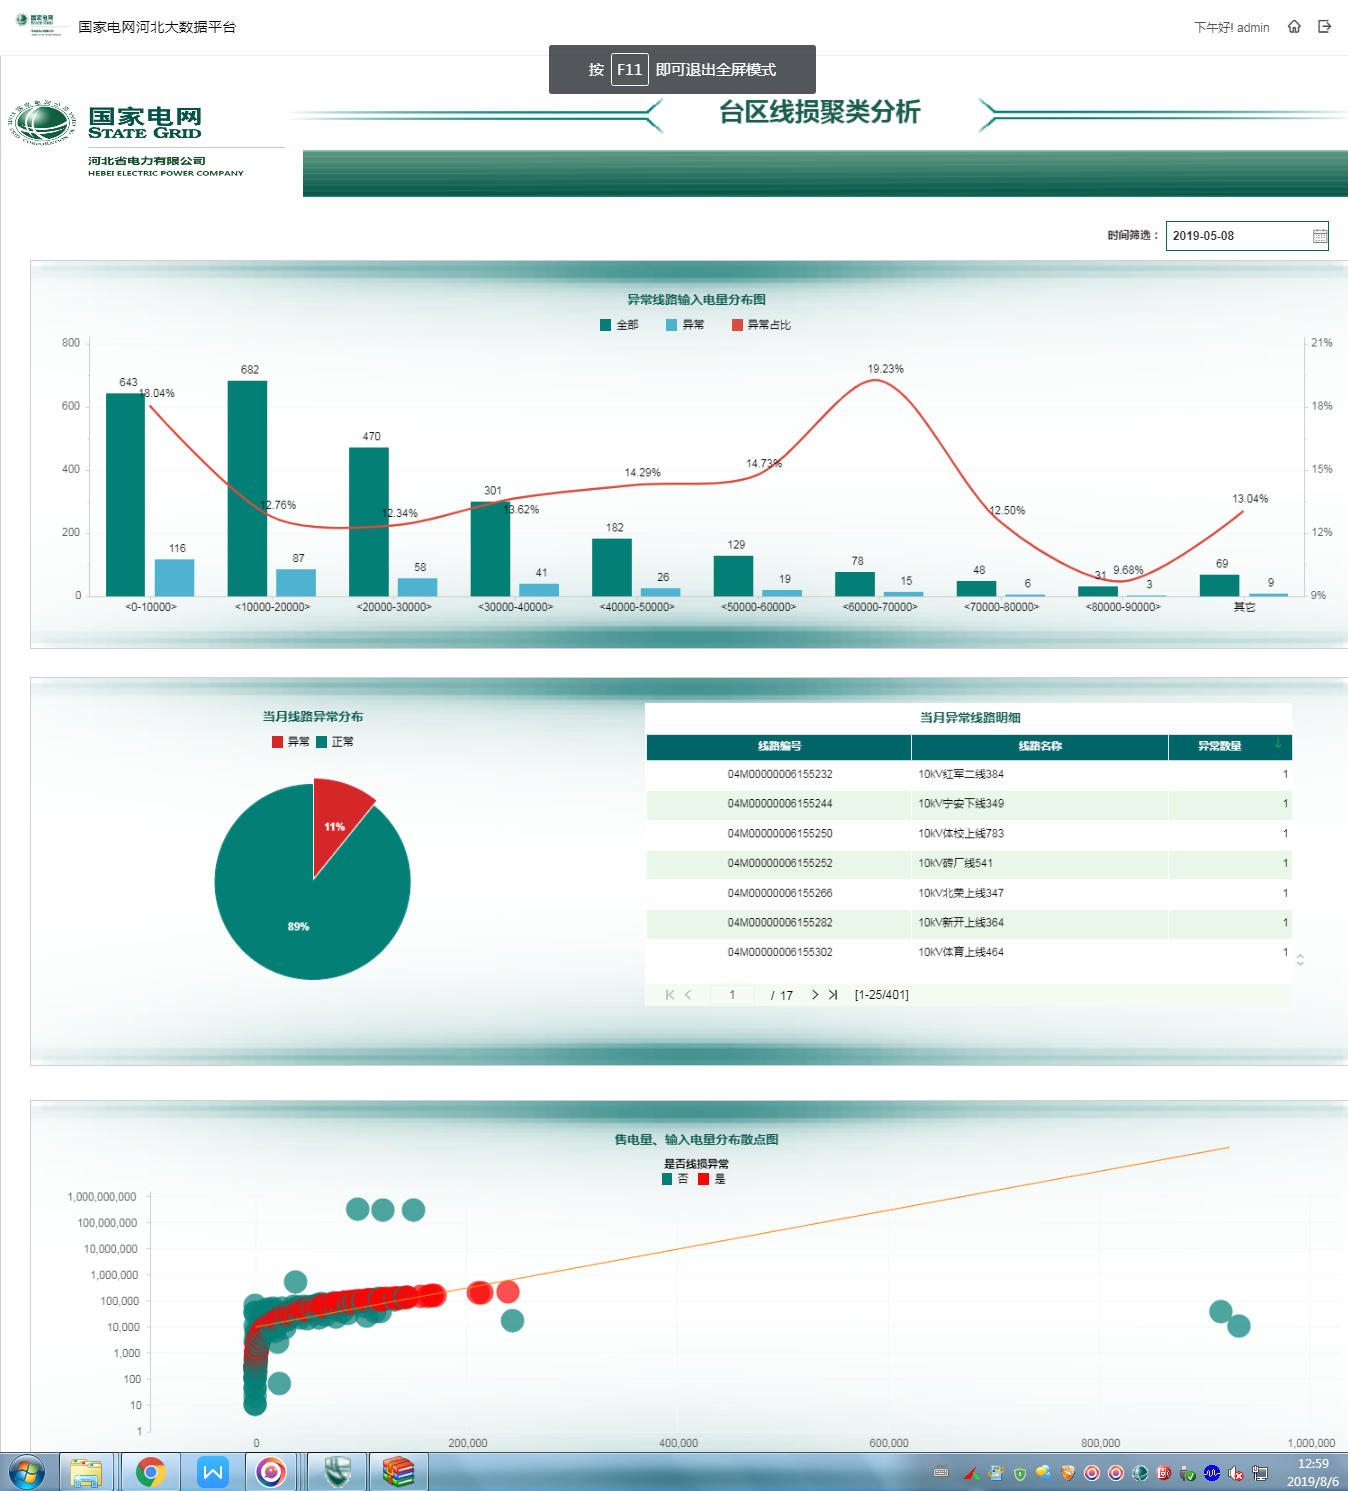 国家电网河北大数据平台
下午好! admin
按 F11 即可退出全屏模式
国家电网
STATE GRID
河北省电力有限公司
HEBEI ELECTRIC POWER COMPANY
台区线损聚类分析
时间筛选： 2019-05-08
异常线路输入电量分布图
全部 异常 异常占比
800 21%
600 18%
400 15%
200 12%
0 9%
643 682 470 301 182 129 78 48 31 69
116 87 58 41 26 19 15 6 3 9
18.04% 12.76% 12.34% 13.62% 14.29% 14.73% 19.23% 12.50% 9.68% 13.04%
<0-10000> <10000-20000> <20000-30000> <30000-40000> <40000-50000> <50000-60000> <60000-70000> <70000-80000> <80000-90000> 其它
当月线路异常分布
异常 正常
11%
89%
当月异常线路明细
线路编号 线路名称 异常数量
04M00000006155232 10kV红军二线384 1
04M00000006155244 10kV宁安下线349 1
04M00000006155250 10kV体校上线783 1
04M00000006155252 10kV砖厂线541 1
04M00000006155266 10kV北荣上线347 1
04M00000006155282 10kV新开上线364 1
04M00000006155302 10kV体育上线464 1
1 / 17 [1-25/401]
售电量、输入电量分布散点图
是否线损异常
否 是
1,000,000,000
100,000,000
10,000,000
1,000,000
100,000
10,000
1,000
100
10
1
0 200,000 400,000 600,000 800,000 1,000,000
12:59
2019/8/6